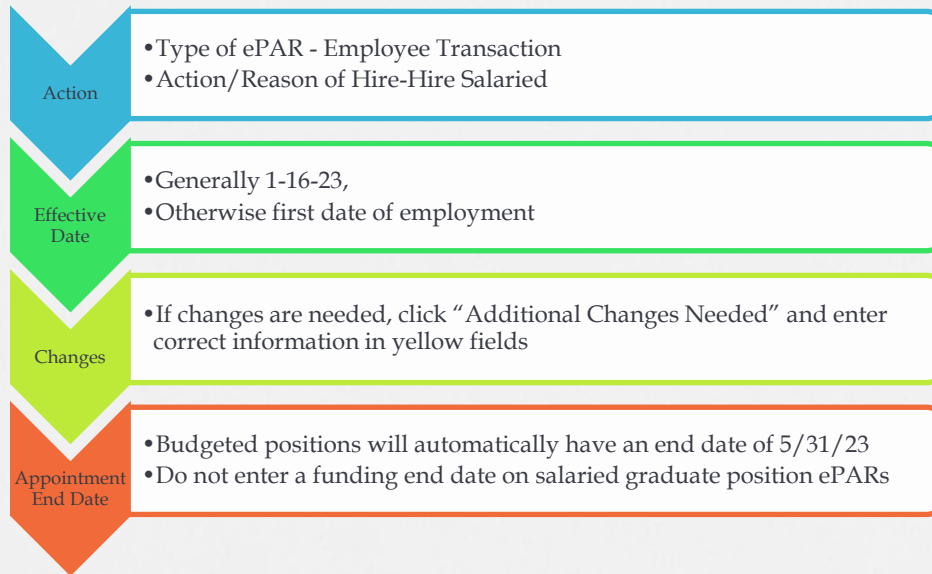 Action
•Type of ePAR - Employee Transaction
•Action/Reason of Hire-Hire Salaried
Effective
Date
•Generally 1-16-23,
•Otherwise first date of employment
Changes
•If changes are needed, click “Additional Changes Needed” and enter
correct information in yellow fields
Appointment
End Date
•Budgeted positions will automatically have an end date of 5/31/23
•Do not enter a funding end date on salaried graduate position ePARs